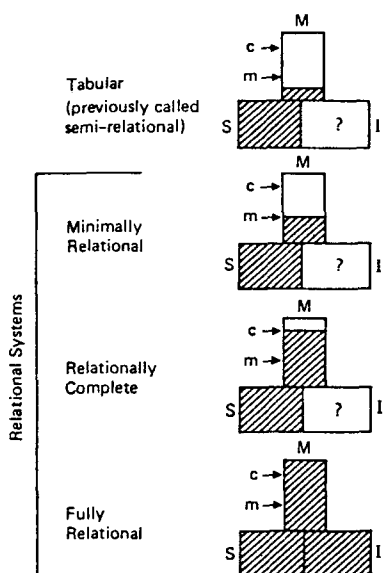 M
c
m
Tabular
(previously called
semi-relational)
S
?
I
M
c
m
Minimally
Relational
S
?
I
Relational Systems
M
c
m
Relationally
Complete
S
?
I
M
c
m
Fully
Relational
S
I